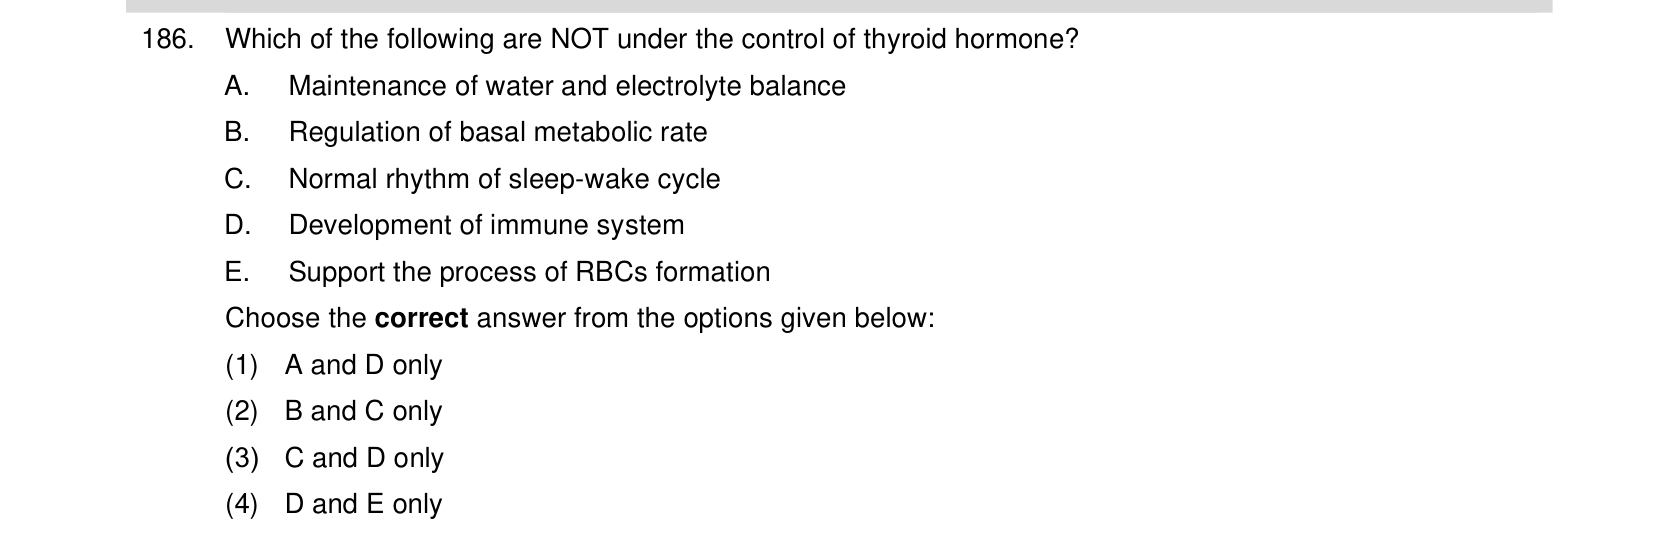 186. Which of the following are NOT under the control of thyroid hormone?
A. Maintenance of water and electrolyte balance
B. Regulation of basal metabolic rate
C. Normal rhythm of sleep-wake cycle
D. Development of immune system
E. Support the process of RBCs formation
Choose the correct answer from the options given below:
(1) A and D only
(2) B and C only
(3) C and D only
(4) D and E only